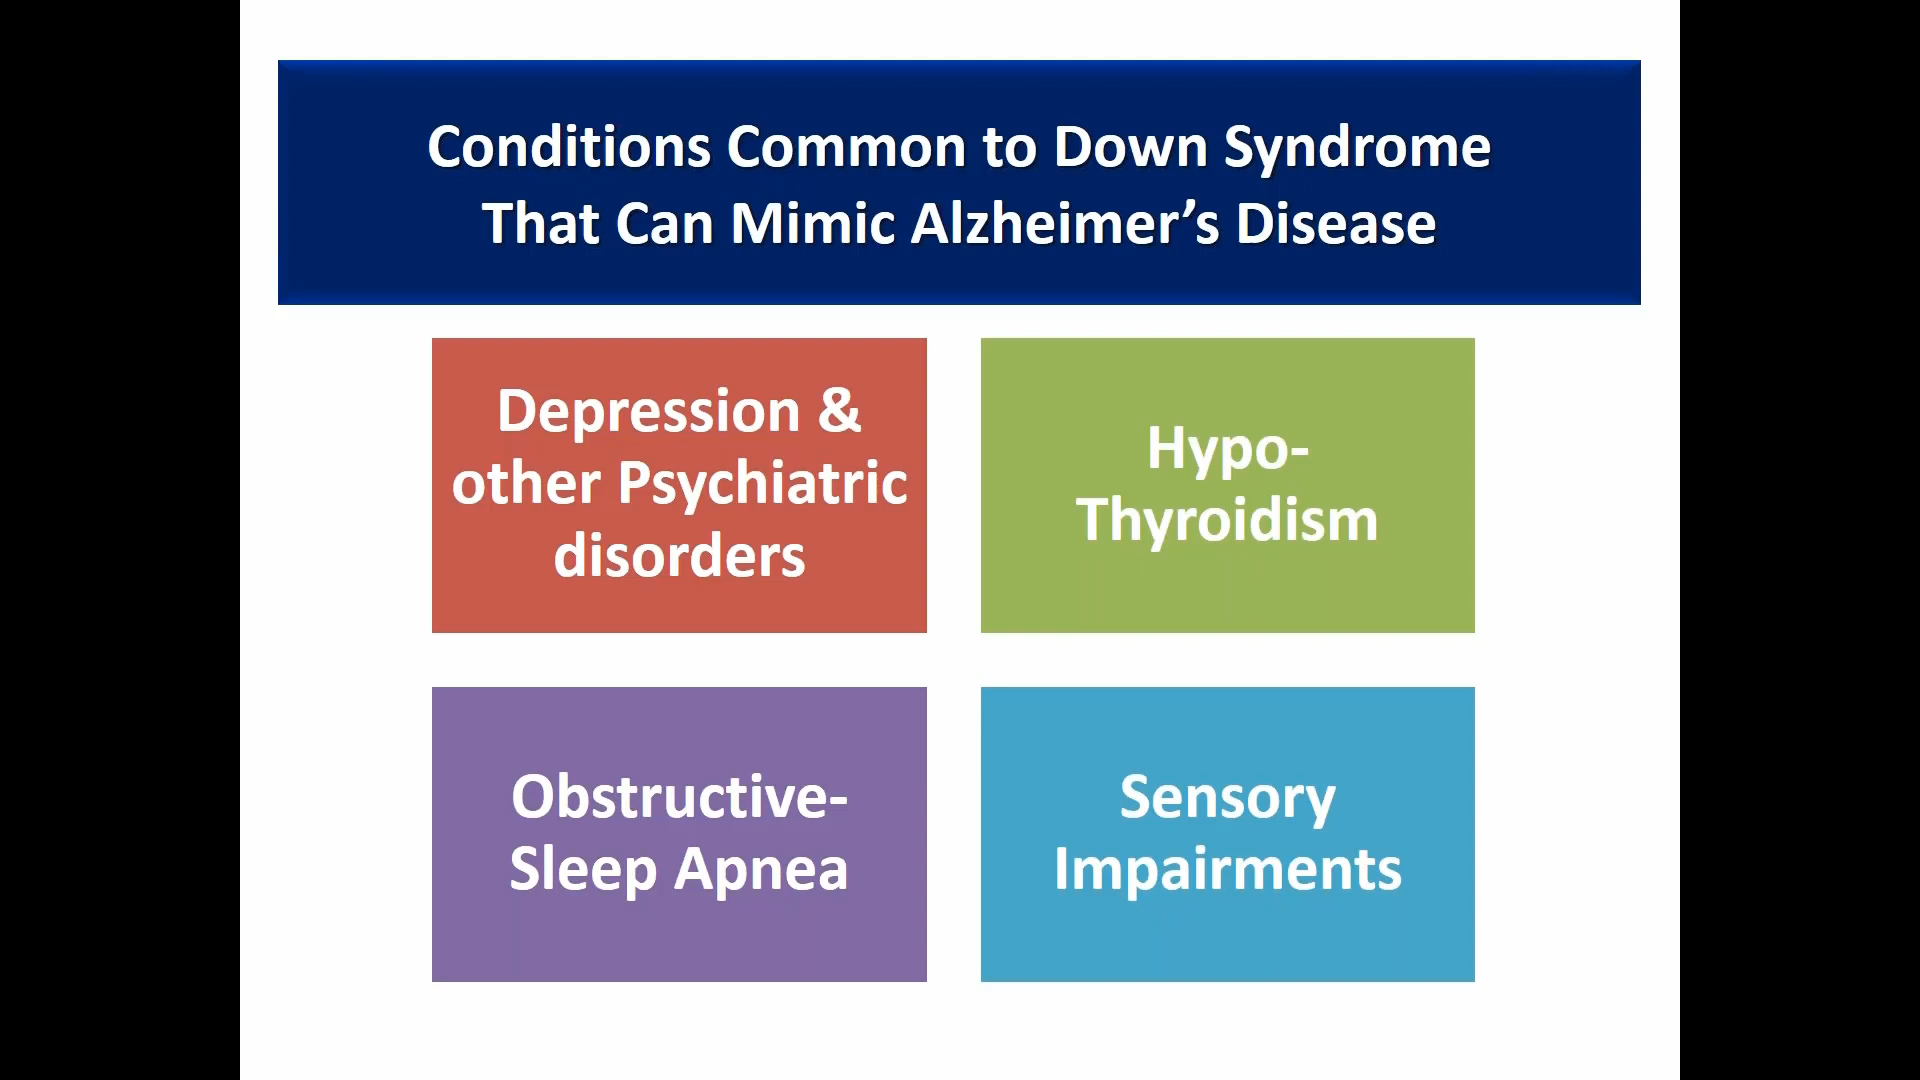 Conditions Common to Down Syndrome
That Can Mimic Alzheimer’s Disease
Depression &
other Psychiatric
disorders
Hypo-
Thyroidism
Obstructive-
Sleep Apnea
Sensory
Impairments